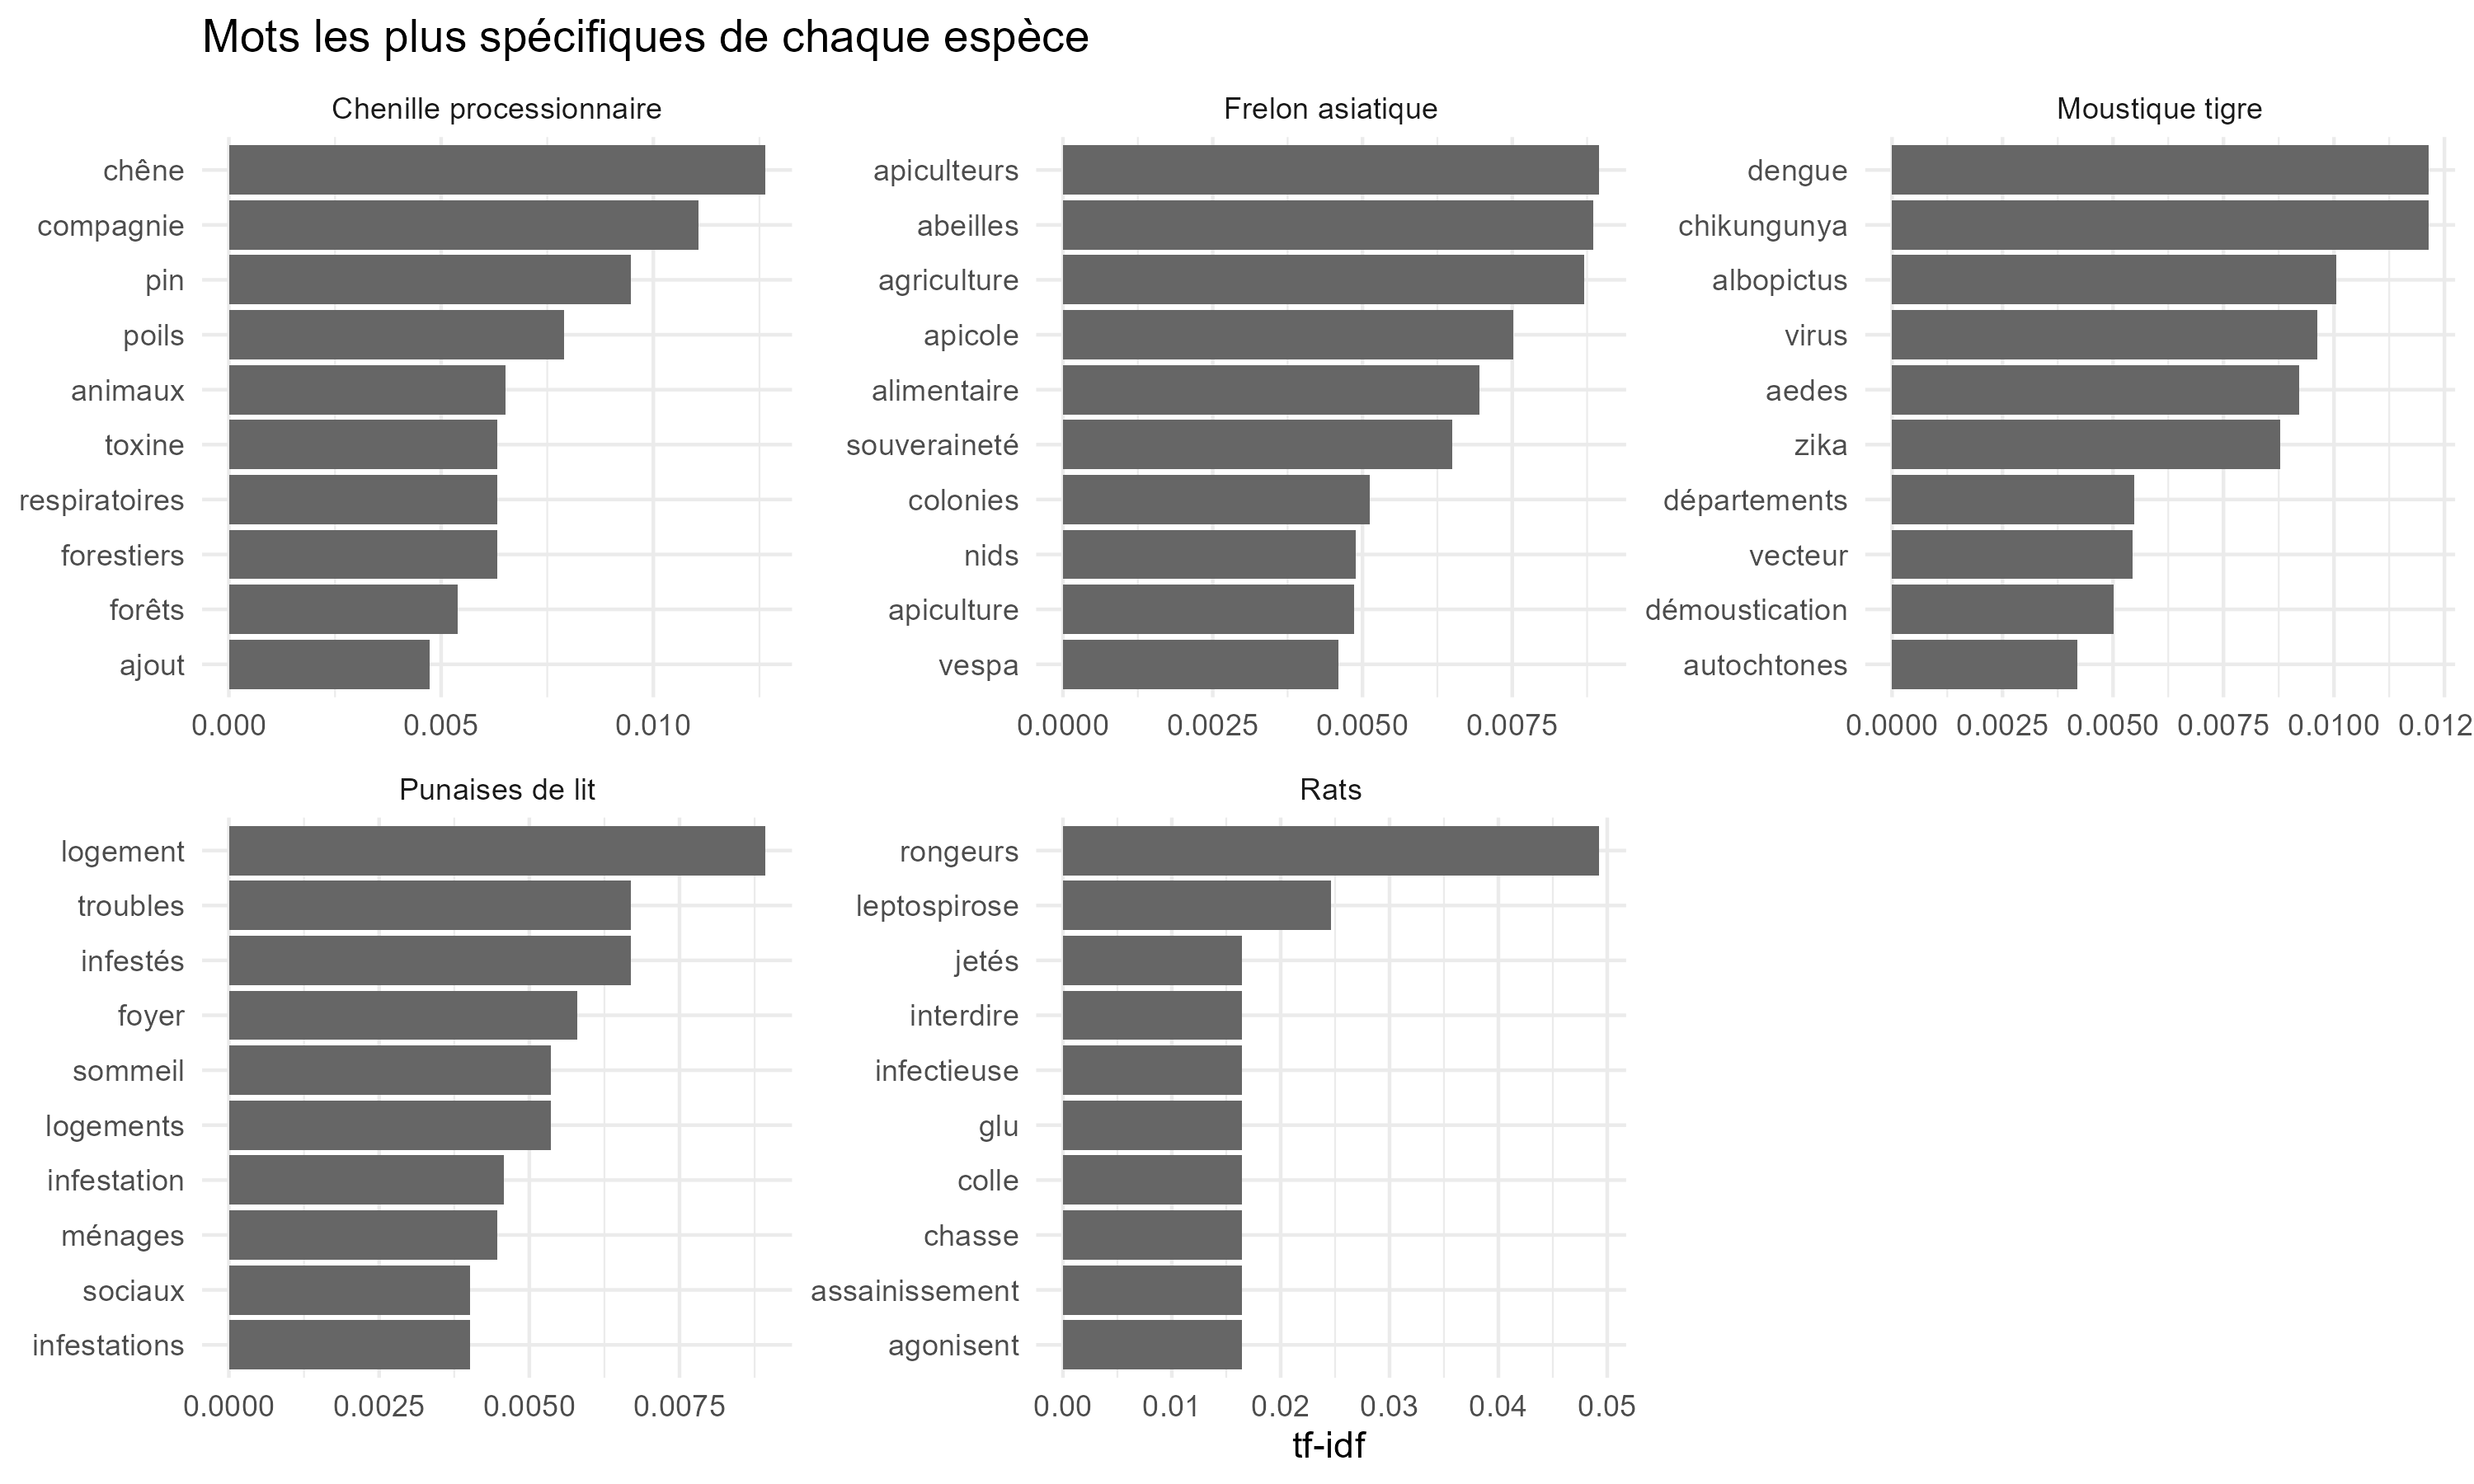 Mots les plus spécifiques de chaque espèce
Chenille processionnaire
chêne
compagnie
pin
poils
animaux
toxine
respiratoires
forestiers
forêts
ajout
0.000 0.005 0.010
Frelon asiatique
apiculteurs
abeilles
agriculture
apicole
alimentaire
souveraineté
colonies
nids
apiculture
vespa
0.0000 0.0025 0.0050 0.0075
Moustique tigre
dengue
chikungunya
albopictus
virus
aedes
zika
départements
vecteur
démoustication
autochtones
0.0000 0.0025 0.0050 0.0075 0.0100 0.012
Punaises de lit
logement
troubles
infestés
foyer
sommeil
logements
infestation
ménages
sociaux
infestations
0.0000 0.0025 0.0050 0.0075
Rats
rongeurs
leptospirose
jetés
interdire
infectieuse
glu
colle
chasse
assainissement
agonisent
0.00 0.01 0.02 0.03 0.04 0.05
tf-idf